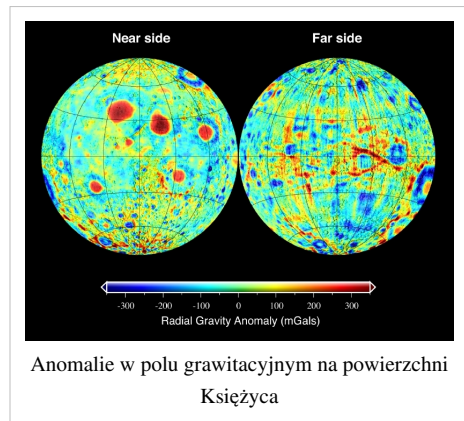 Near side Far side
-300 -200 -100 0 100 200 300
Radial Gravity Anomaly (mGals)
Anomalie w polu grawitacyjnym na powierzchni
Księżyca